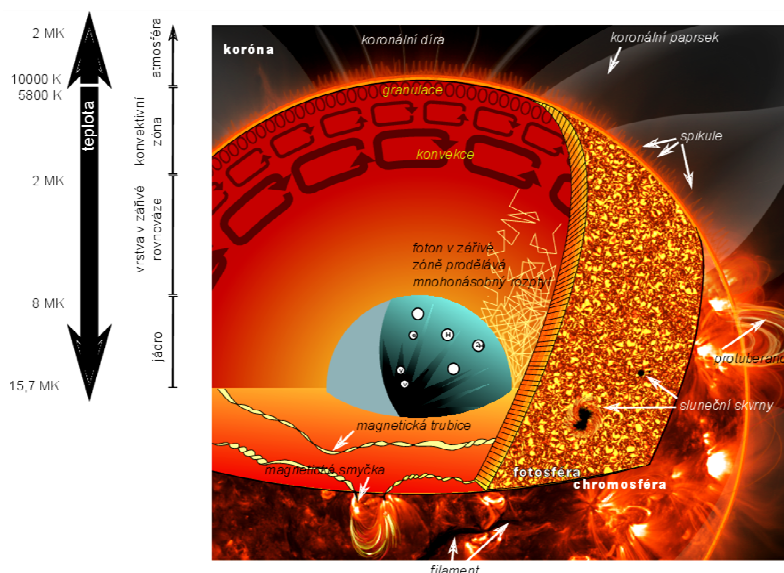 2 MK
10000 K
5800 K
teplota
2 MK
8 MK
15,7 MK
atmosféra
konvektivní
zóna
vrstva v zářivé
rovnováze
jádro
koróna
koronální díra
koronální paprsek
granulace
spikule
konvekce
foton v zářivé
zóně prodělává
mnohonásobný rozptyl
protuberance
sluneční skvrny
magnetická trubice
magnetická smyčka
fotosféra
chromosféra
filament